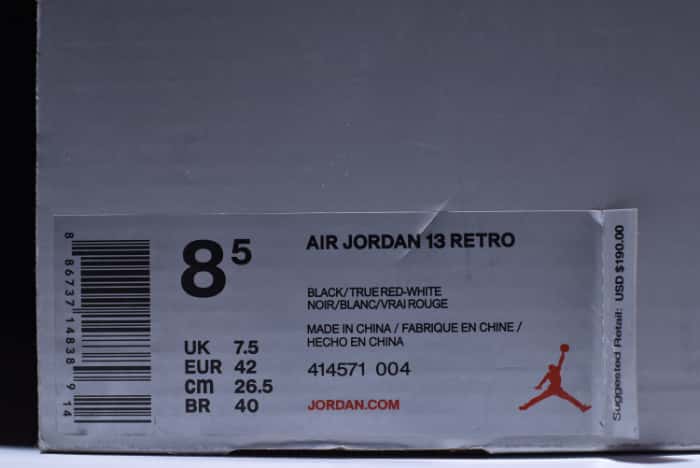 8 86737 14838 9 14
8⁵
AIR JORDAN 13 RETRO
BLACK/TRUE RED-WHITE
NOIR/BLANC/VRAI ROUGE
MADE IN CHINA / FABRIQUE EN CHINE /
HECHO EN CHINA
UK 7.5
EUR 42
cm 26.5
BR 40
414571 004
JORDAN.COM
Suggested Retail: USD $190.00